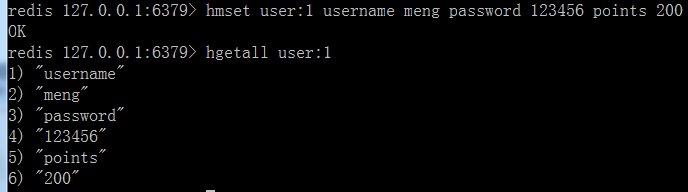 redis 127.0.0.1:6379> hmset user:1 username meng password 123456 points 200
OK
redis 127.0.0.1:6379> hgetall user:1
1) "username"
2) "meng"
3) "password"
4) "123456"
5) "points"
6) "200"